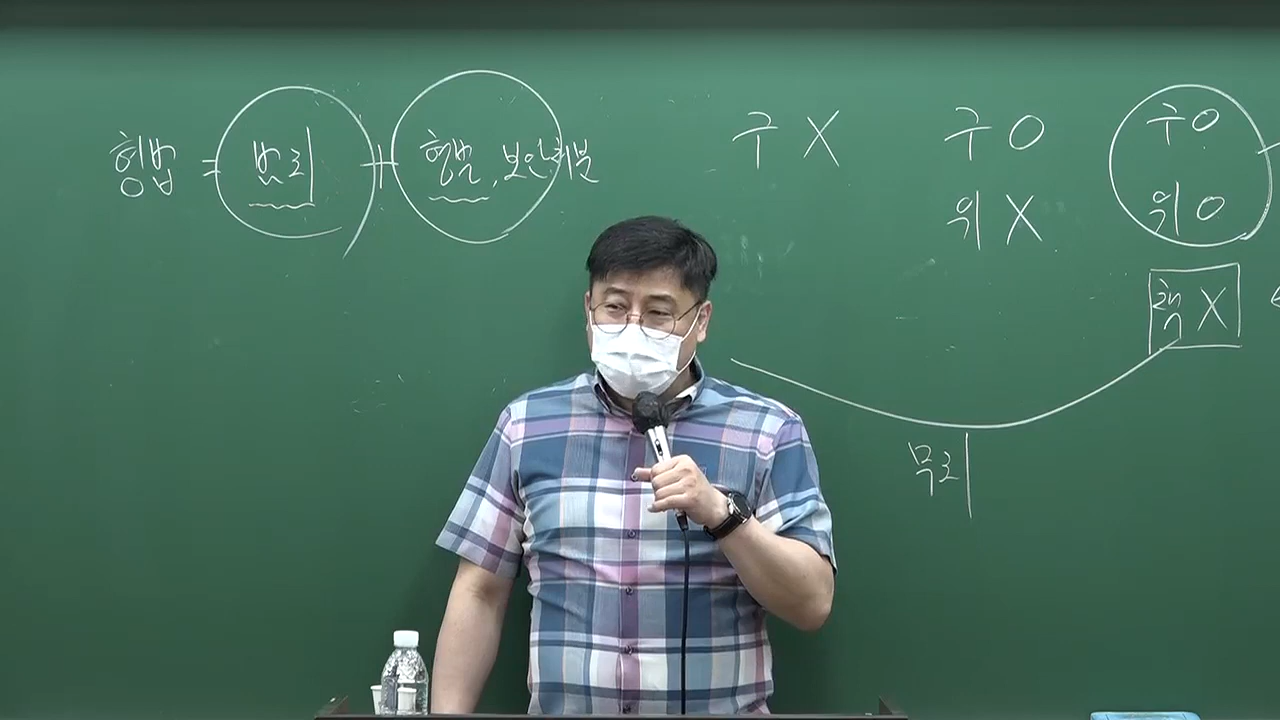 형법 = 범죄 + 형벌, 보안처분
구 X
구 O
위 X
구 O
위 O
책 X
무죄